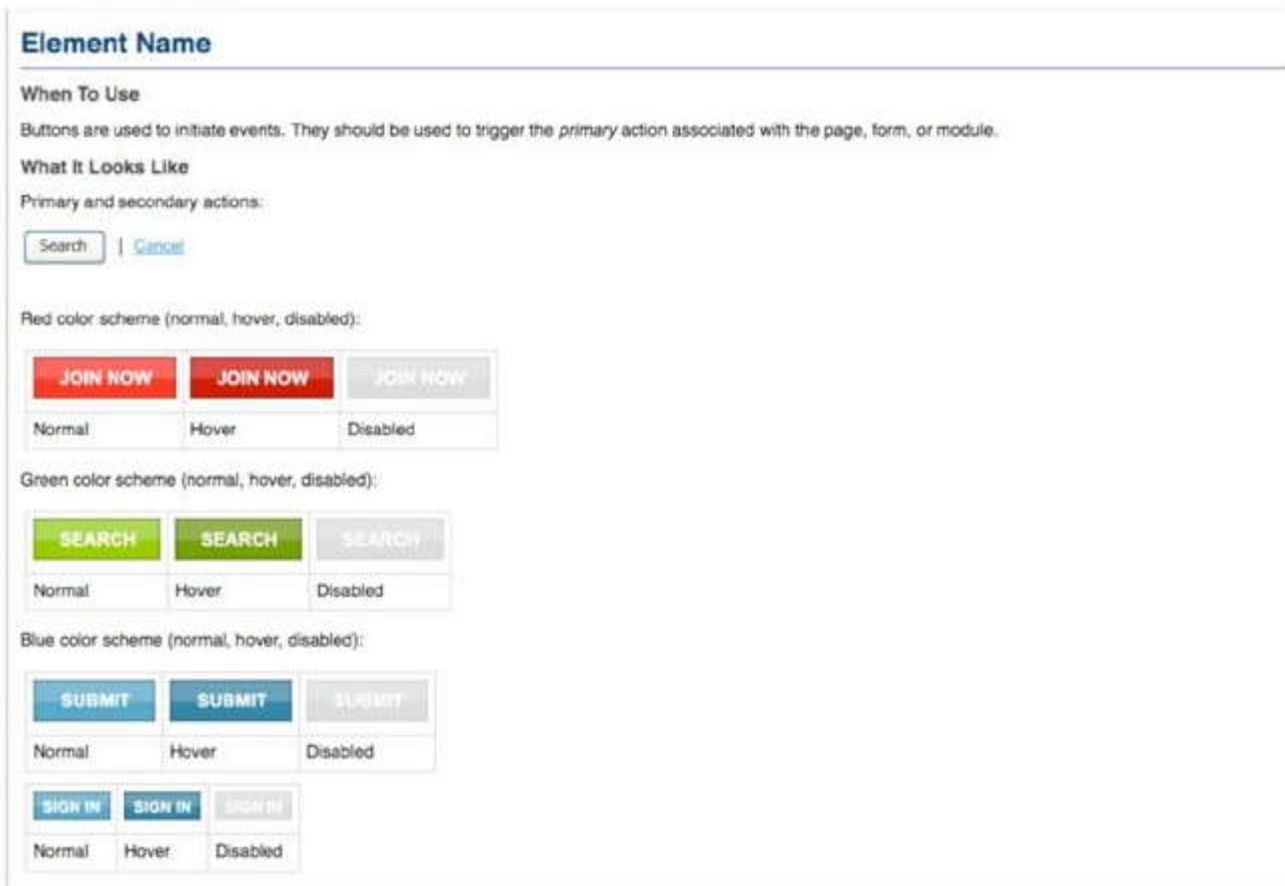 Element Name
When To Use
Buttons are used to initiate events. They should be used to trigger the primary action associated with the page, form, or module.
What It Looks Like
Primary and secondary actions:
Search | Cancel
Red color scheme (normal, hover, disabled):
JOIN NOW JOIN NOW JOIN NOW
Normal Hover Disabled
Green color scheme (normal, hover, disabled):
SEARCH SEARCH SEARCH
Normal Hover Disabled
Blue color scheme (normal, hover, disabled):
SUBMIT SUBMIT SUBMIT
Normal Hover Disabled
SIGN IN SIGN IN SIGN IN
Normal Hover Disabled